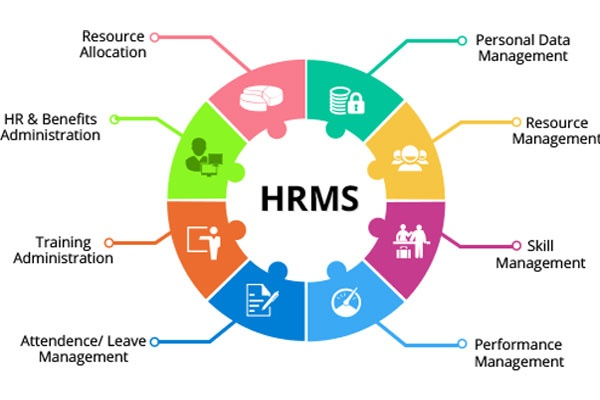 Resource
Allocation
Personal Data
Management
HR & Benefits
Administration
Resource
Management
HRMS
Training
Administration
Skill
Management
Attendence/ Leave
Management
Performance
Management